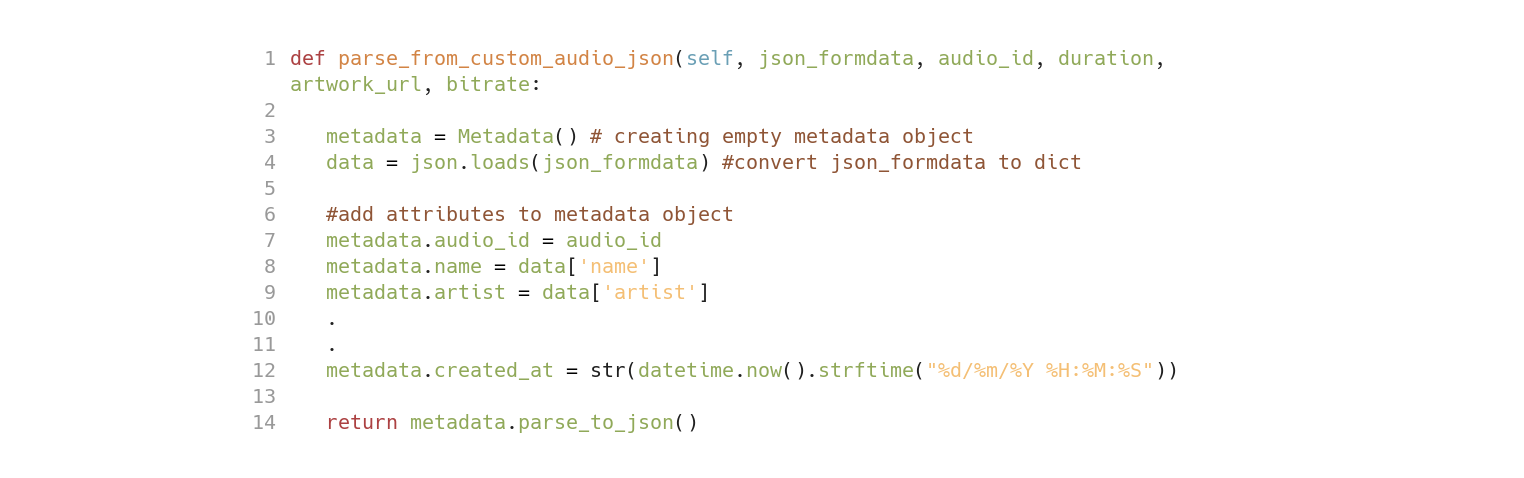 1 def parse_from_custom_audio_json(self, json_formdata, audio_id, duration,
artwork_url, bitrate:
2
3    metadata = Metadata() # creating empty metadata object
4    data = json.loads(json_formdata) #convert json_formdata to dict
5
6    #add attributes to metadata object
7    metadata.audio_id = audio_id
8    metadata.name = data['name']
9    metadata.artist = data['artist']
10    .
11    .
12    metadata.created_at = str(datetime.now().strftime("%d/%m/%Y %H:%M:%S"))
13
14    return metadata.parse_to_json()